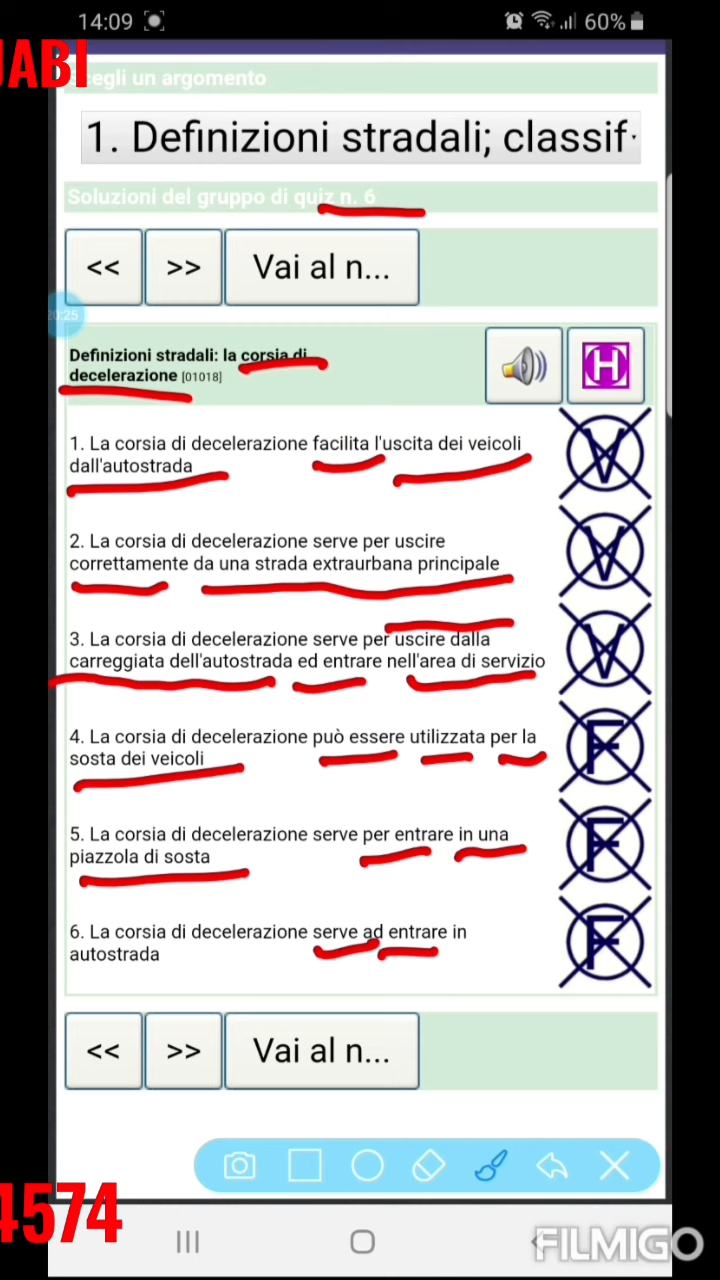 14:09
60%
JABI
Scegli un argomento
1. Definizioni stradali; classif
Soluzioni del gruppo di quiz n. 6
<< >> Vai al n...
20:25
Definizioni stradali: la corsia di
decelerazione [01018]
H
1. La corsia di decelerazione facilita l'uscita dei veicoli
dall'autostrada
V
2. La corsia di decelerazione serve per uscire
correttamente da una strada extraurbana principale
V
3. La corsia di decelerazione serve per uscire dalla
carreggiata dell'autostrada ed entrare nell'area di servizio
V
4. La corsia di decelerazione può essere utilizzata per la
sosta dei veicoli
F
5. La corsia di decelerazione serve per entrare in una
piazzola di sosta
F
6. La corsia di decelerazione serve ad entrare in
autostrada
F
<< >> Vai al n...
4574
FILMIGO